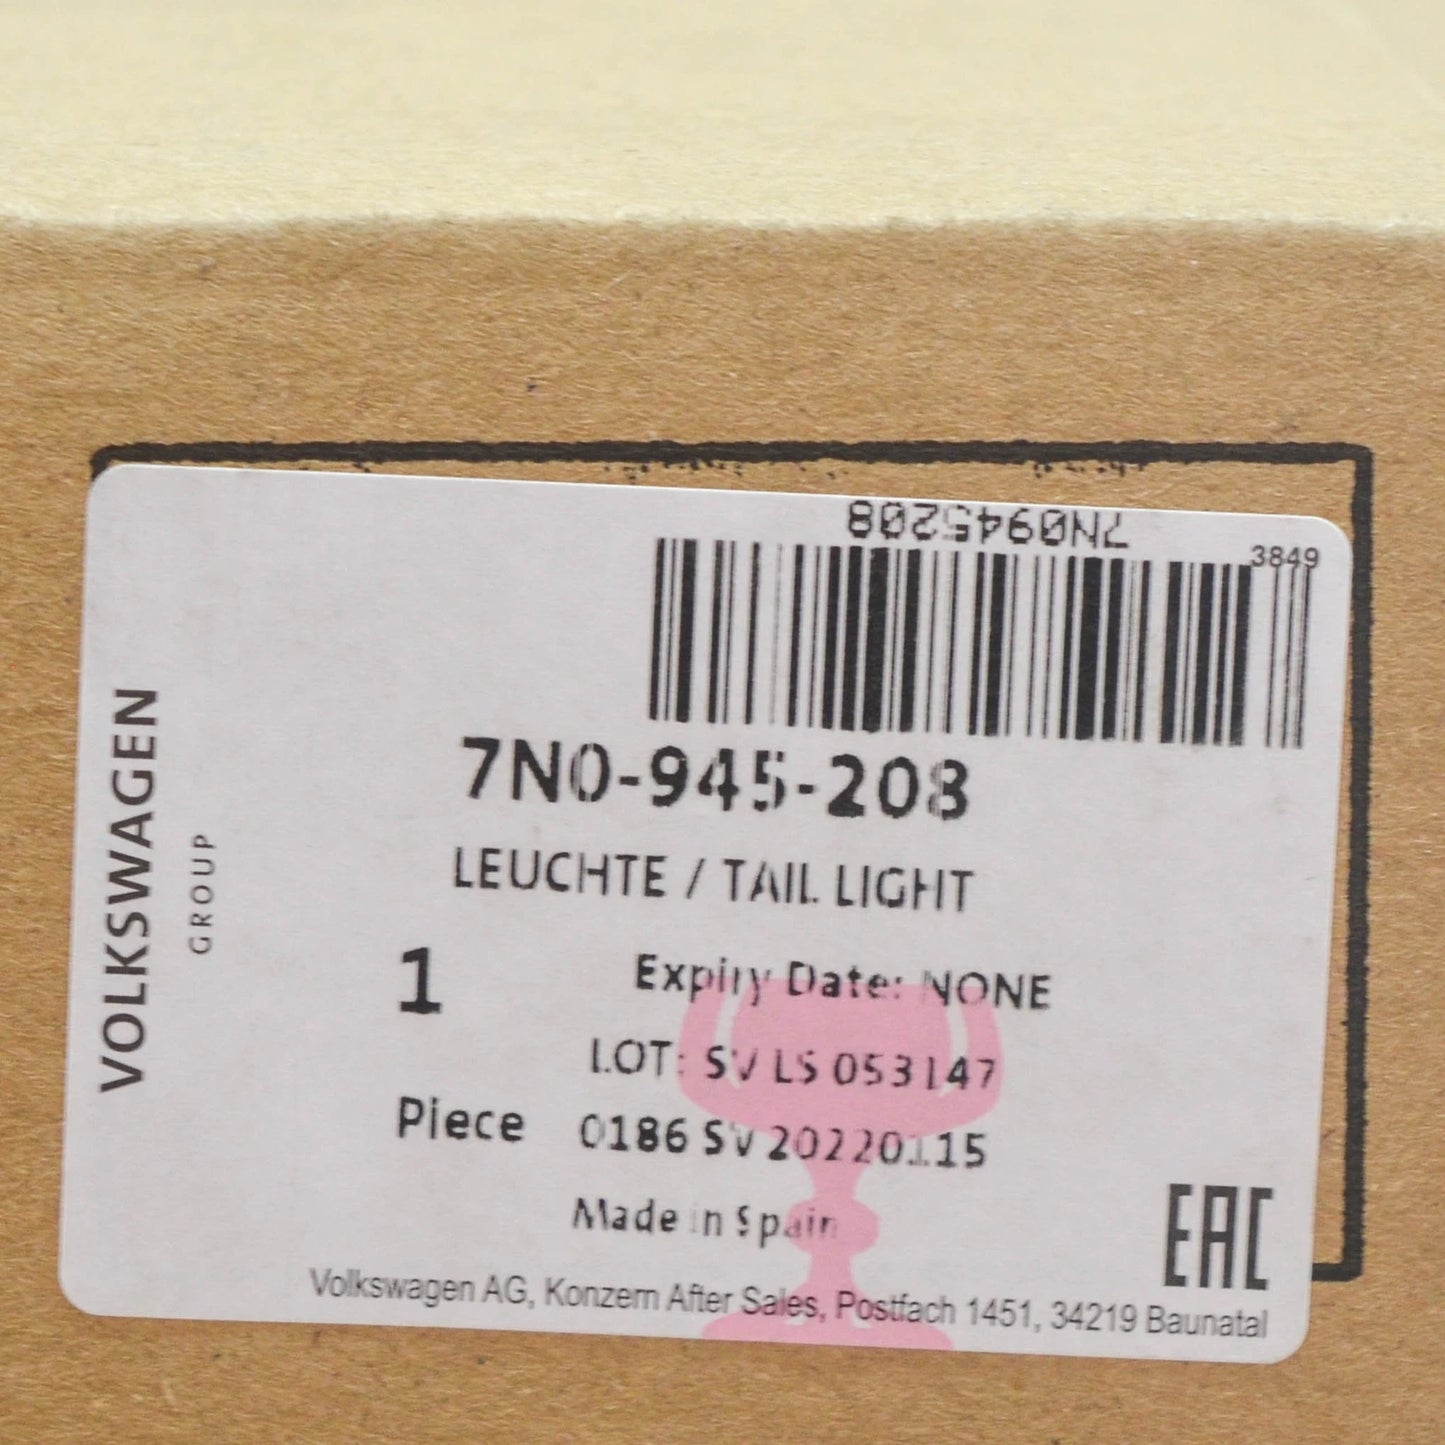 7N0945208
3849
VOLKSWAGEN
GROUP
7N0-945-208
LEUCHTE / TAIL LIGHT
1
Expiry Date: NONE
LOT: SV LS 053147
Piece
0186 SV 20220115
Made in Spain
EAC
Volkswagen AG, Konzern After Sales, Postfach 1451, 34219 Baunatal